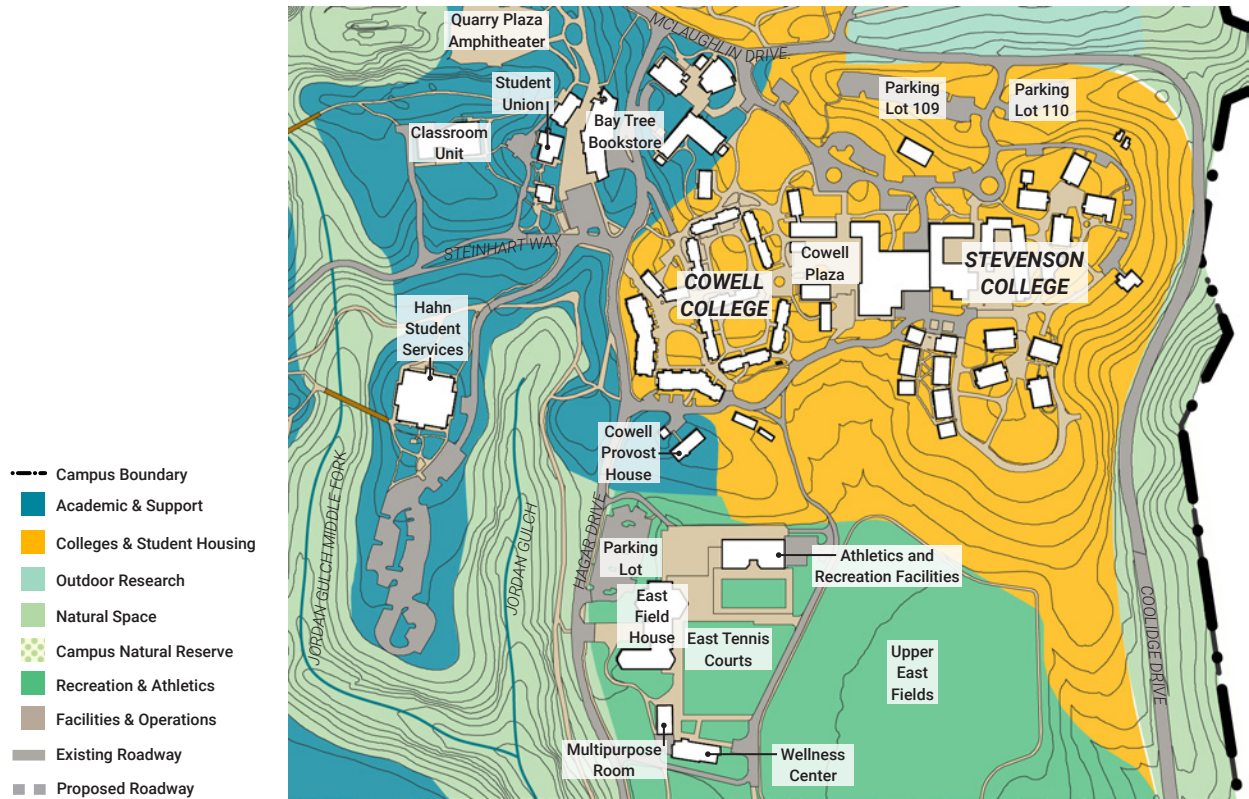 Quarry Plaza
Amphitheater
MCLAUGHLIN DRIVE
Student
Union
Classroom
Unit
Bay Tree
Bookstore
Parking
Lot 109
Parking
Lot 110
STEINHART WAY
COWELL
COLLEGE
Cowell
Plaza
STEVENSON
COLLEGE
Hahn
Student
Services
Cowell
Provost
House
JORDAN GULCH MIDDLE FORK
JORDAN GULCH
HAGAR DRIVE
COOLIDGE DRIVE
Parking
Lot
Athletics and
Recreation Facilities
East
Field
House
East Tennis
Courts
Upper
East
Fields
Multipurpose
Room
Wellness
Center
Campus Boundary
Academic & Support
Colleges & Student Housing
Outdoor Research
Natural Space
Campus Natural Reserve
Recreation & Athletics
Facilities & Operations
Existing Roadway
Proposed Roadway